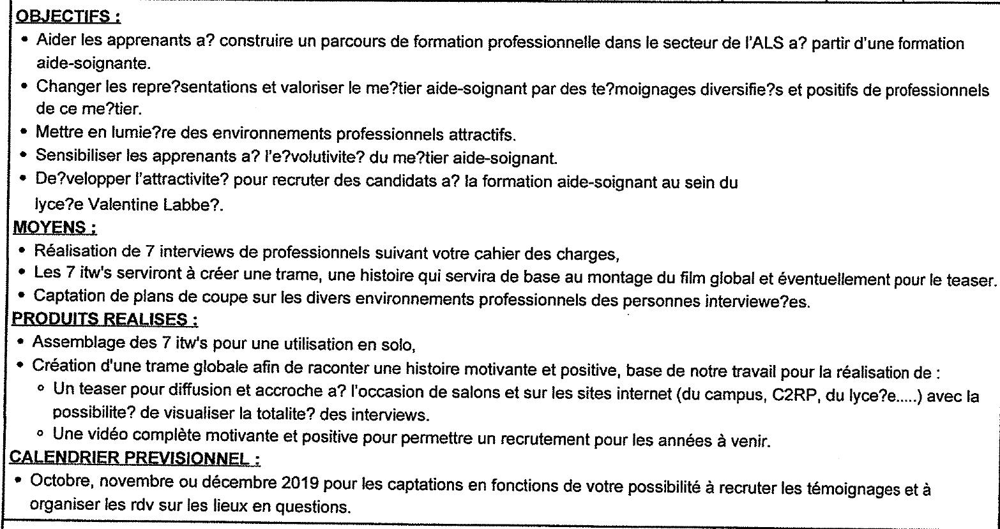 OBJECTIFS :
• Aider les apprenants a? construire un parcours de formation professionnelle dans le secteur de l'ALS a? partir d'une formation
aide-soignante.
• Changer les repre?sentations et valoriser le me?tier aide-soignant par des te?moignages diversifie?s et positifs de professionnels
de ce me?tier.
• Mettre en lumie?re des environnements professionnels attractifs.
• Sensibiliser les apprenants a? l'e?volutivite? du me?tier aide-soignant.
• De?velopper l'attractivite? pour recruter des candidats a? la formation aide-soignant au sein du
lyce?e Valentine Labbe?.
MOYENS :
• Réalisation de 7 interviews de professionnels suivant votre cahier des charges,
• Les 7 itw's serviront à créer une trame, une histoire qui servira de base au montage du film global et éventuellement pour le teaser.
• Captation de plans de coupe sur les divers environnements professionnels des personnes interviewe?es.
PRODUITS REALISES :
• Assemblage des 7 itw's pour une utilisation en solo,
• Création d'une trame globale afin de raconter une histoire motivante et positive, base de notre travail pour la réalisation de :
o Un teaser pour diffusion et accroche a? l'occasion de salons et sur les sites internet (du campus, C2RP, du lyce?e.....) avec la
possibilite? de visualiser la totalite? des interviews.
o Une vidéo complète motivante et positive pour permettre un recrutement pour les années à venir.
CALENDRIER PREVISIONNEL :
• Octobre, novembre ou décembre 2019 pour les captations en fonctions de votre possibilité à recruter les témoignages et à
organiser les rdv sur les lieux en questions.